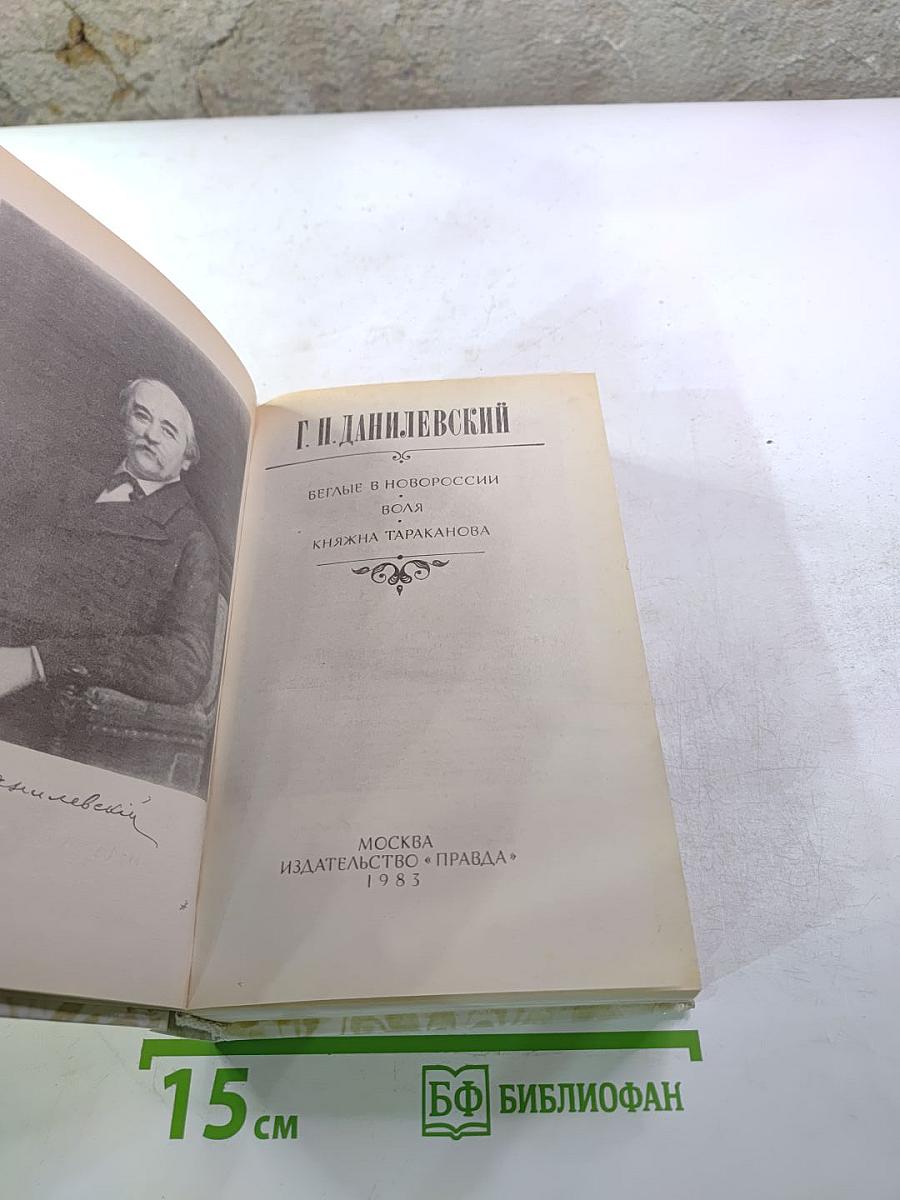 Г. П. ДАНИЛЕВСКИЙ
БЕГЛЫЕ В НОВОРОССИИ
ВОЛЯ
КНЯЖНА ТАРАКАНОВА
МОСКВА
ИЗДАТЕЛЬСТВО «ПРАВДА»
1983
15 см
БФ БИБЛИОФАН